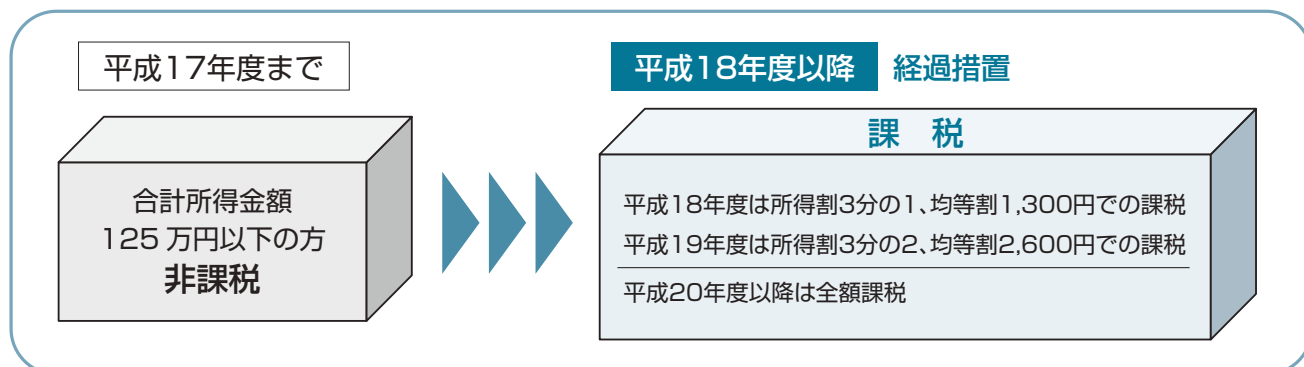 平成17年度まで
合計所得金額
125万円以下の方
非課税
平成18年度以降 経過措置
課 税
平成18年度は所得割3分の1、均等割1,300円での課税
平成19年度は所得割3分の2、均等割2,600円での課税
平成20年度以降は全額課税